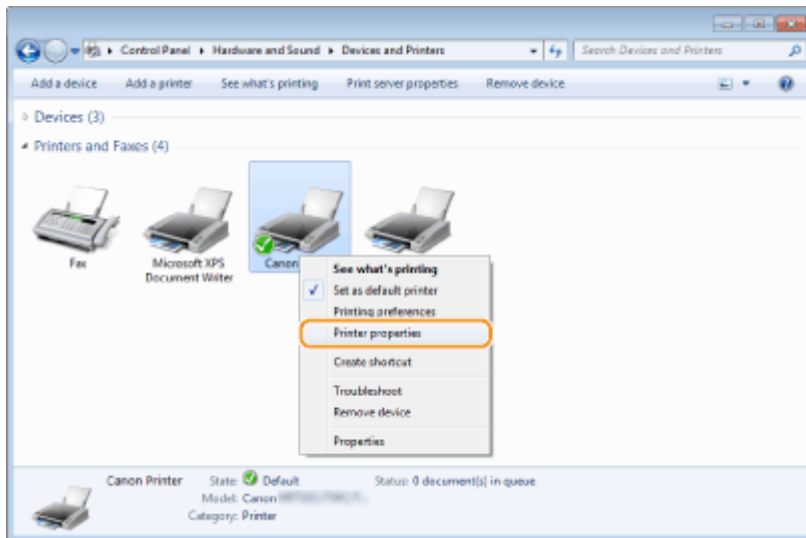 Control Panel ▸ Hardware and Sound ▸ Devices and Printers
Search Devices and Printers
Add a device Add a printer See what's printing Print server properties Remove device
Devices (3)
Printers and Faxes (4)
Fax
Microsoft XPS
Document Writer
Canon
See what's printing
Set as default printer
Printing preferences
Printer properties
Create shortcut
Troubleshoot
Remove device
Properties
Canon Printer State: Default Status: 0 document(s) in queue
Model: Canon
Category: Printer